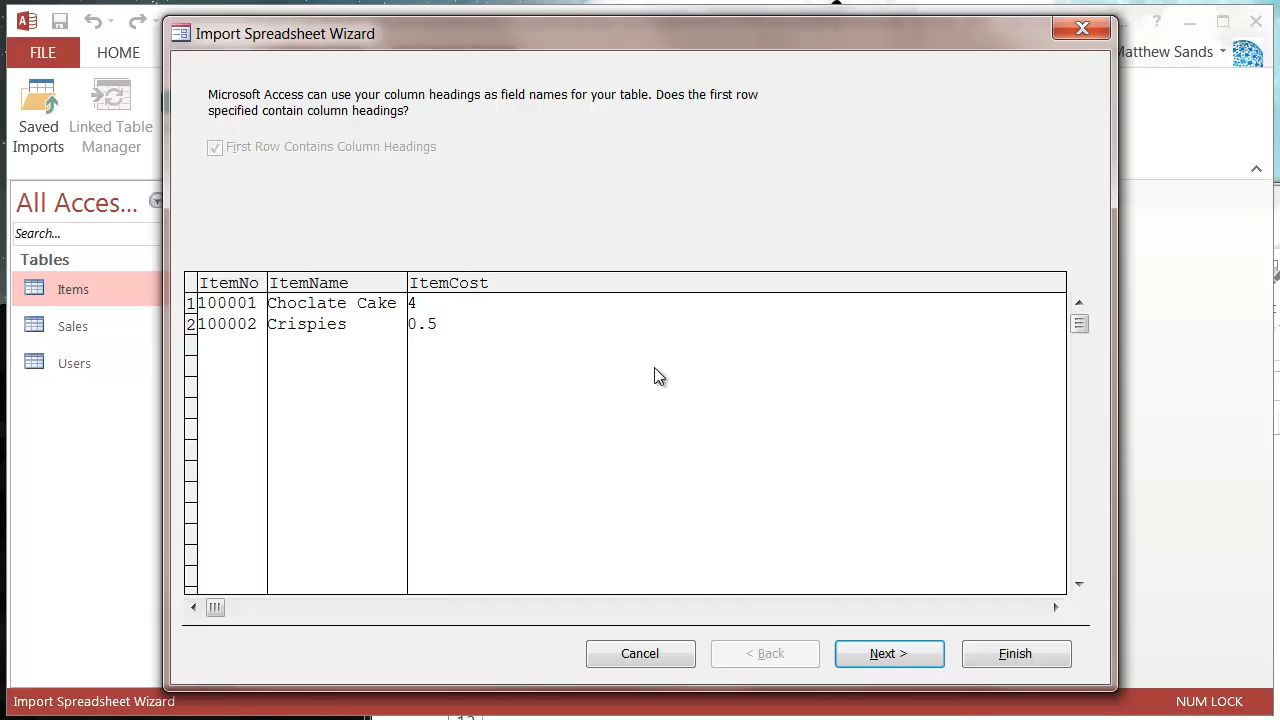 Import Spreadsheet Wizard
?
FILE
HOME
Matthew Sands
Saved
Imports
Linked Table
Manager
Microsoft Access can use your column headings as field names for your table. Does the first row
specified contain column headings?
First Row Contains Column Headings
All Acces...
Search...
Tables
Items
Sales
Users
ItemNo ItemName ItemCost
1 100001 Choclate Cake 4
2 100002 Crispies 0.5
Cancel
< Back
Next >
Finish
Import Spreadsheet Wizard
NUM LOCK